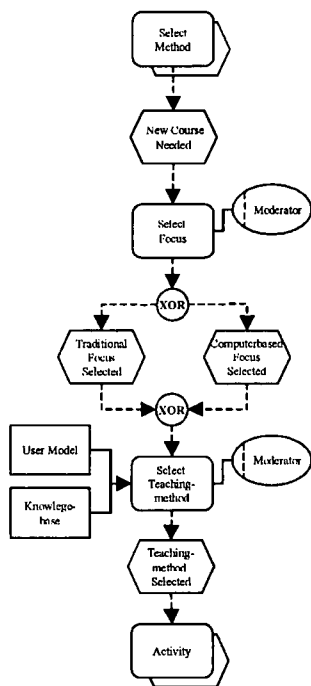 Select
Method
New Course
Needed
Select
Focus
Moderator
XOR
Traditional
Focus
Selected
Computerbased
Focus
Selected
XOR
User Model
Select
Teaching-
method
Moderator
Knowlego-
base
Teaching-
method
Selected
Activity